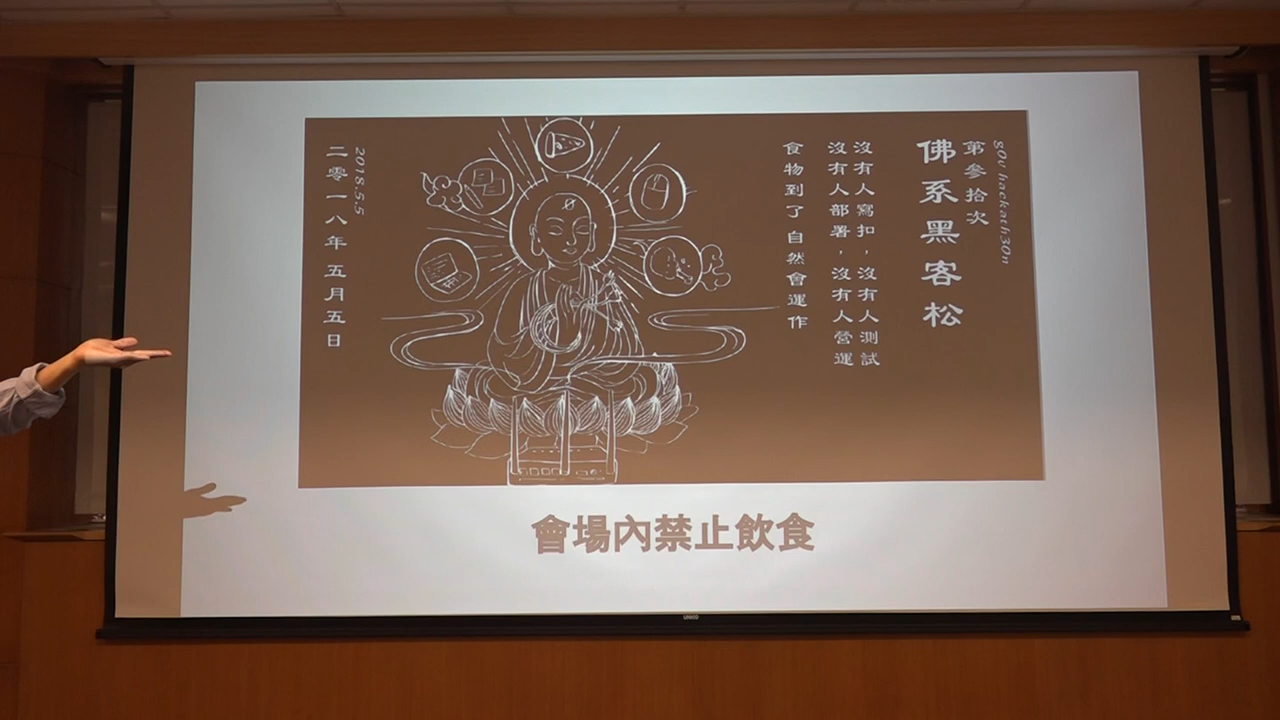 g0v hackath30n
第參拾次
佛系黑客松
沒有人寫扣,沒有人測試
沒有人部署,沒有人營運
食物到了 自然會運作
2018.5.5
二零一八年 五月五日
會場內禁止飲食